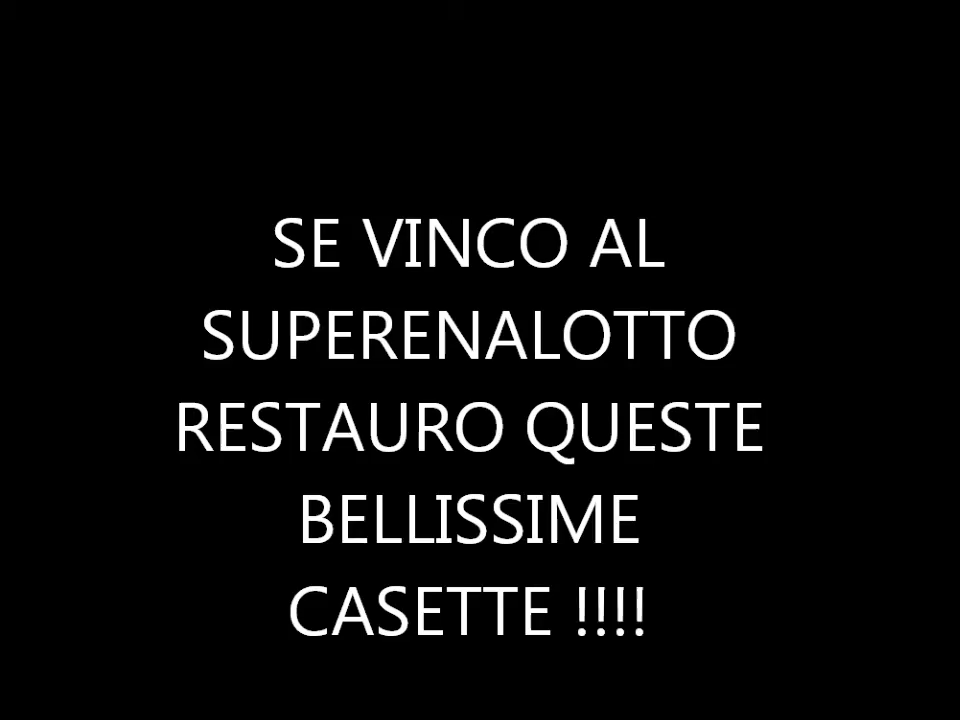 SE VINCO AL
SUPERENALOTTO
RESTAURO QUESTE
BELLISSIME
CASETTE !!!!